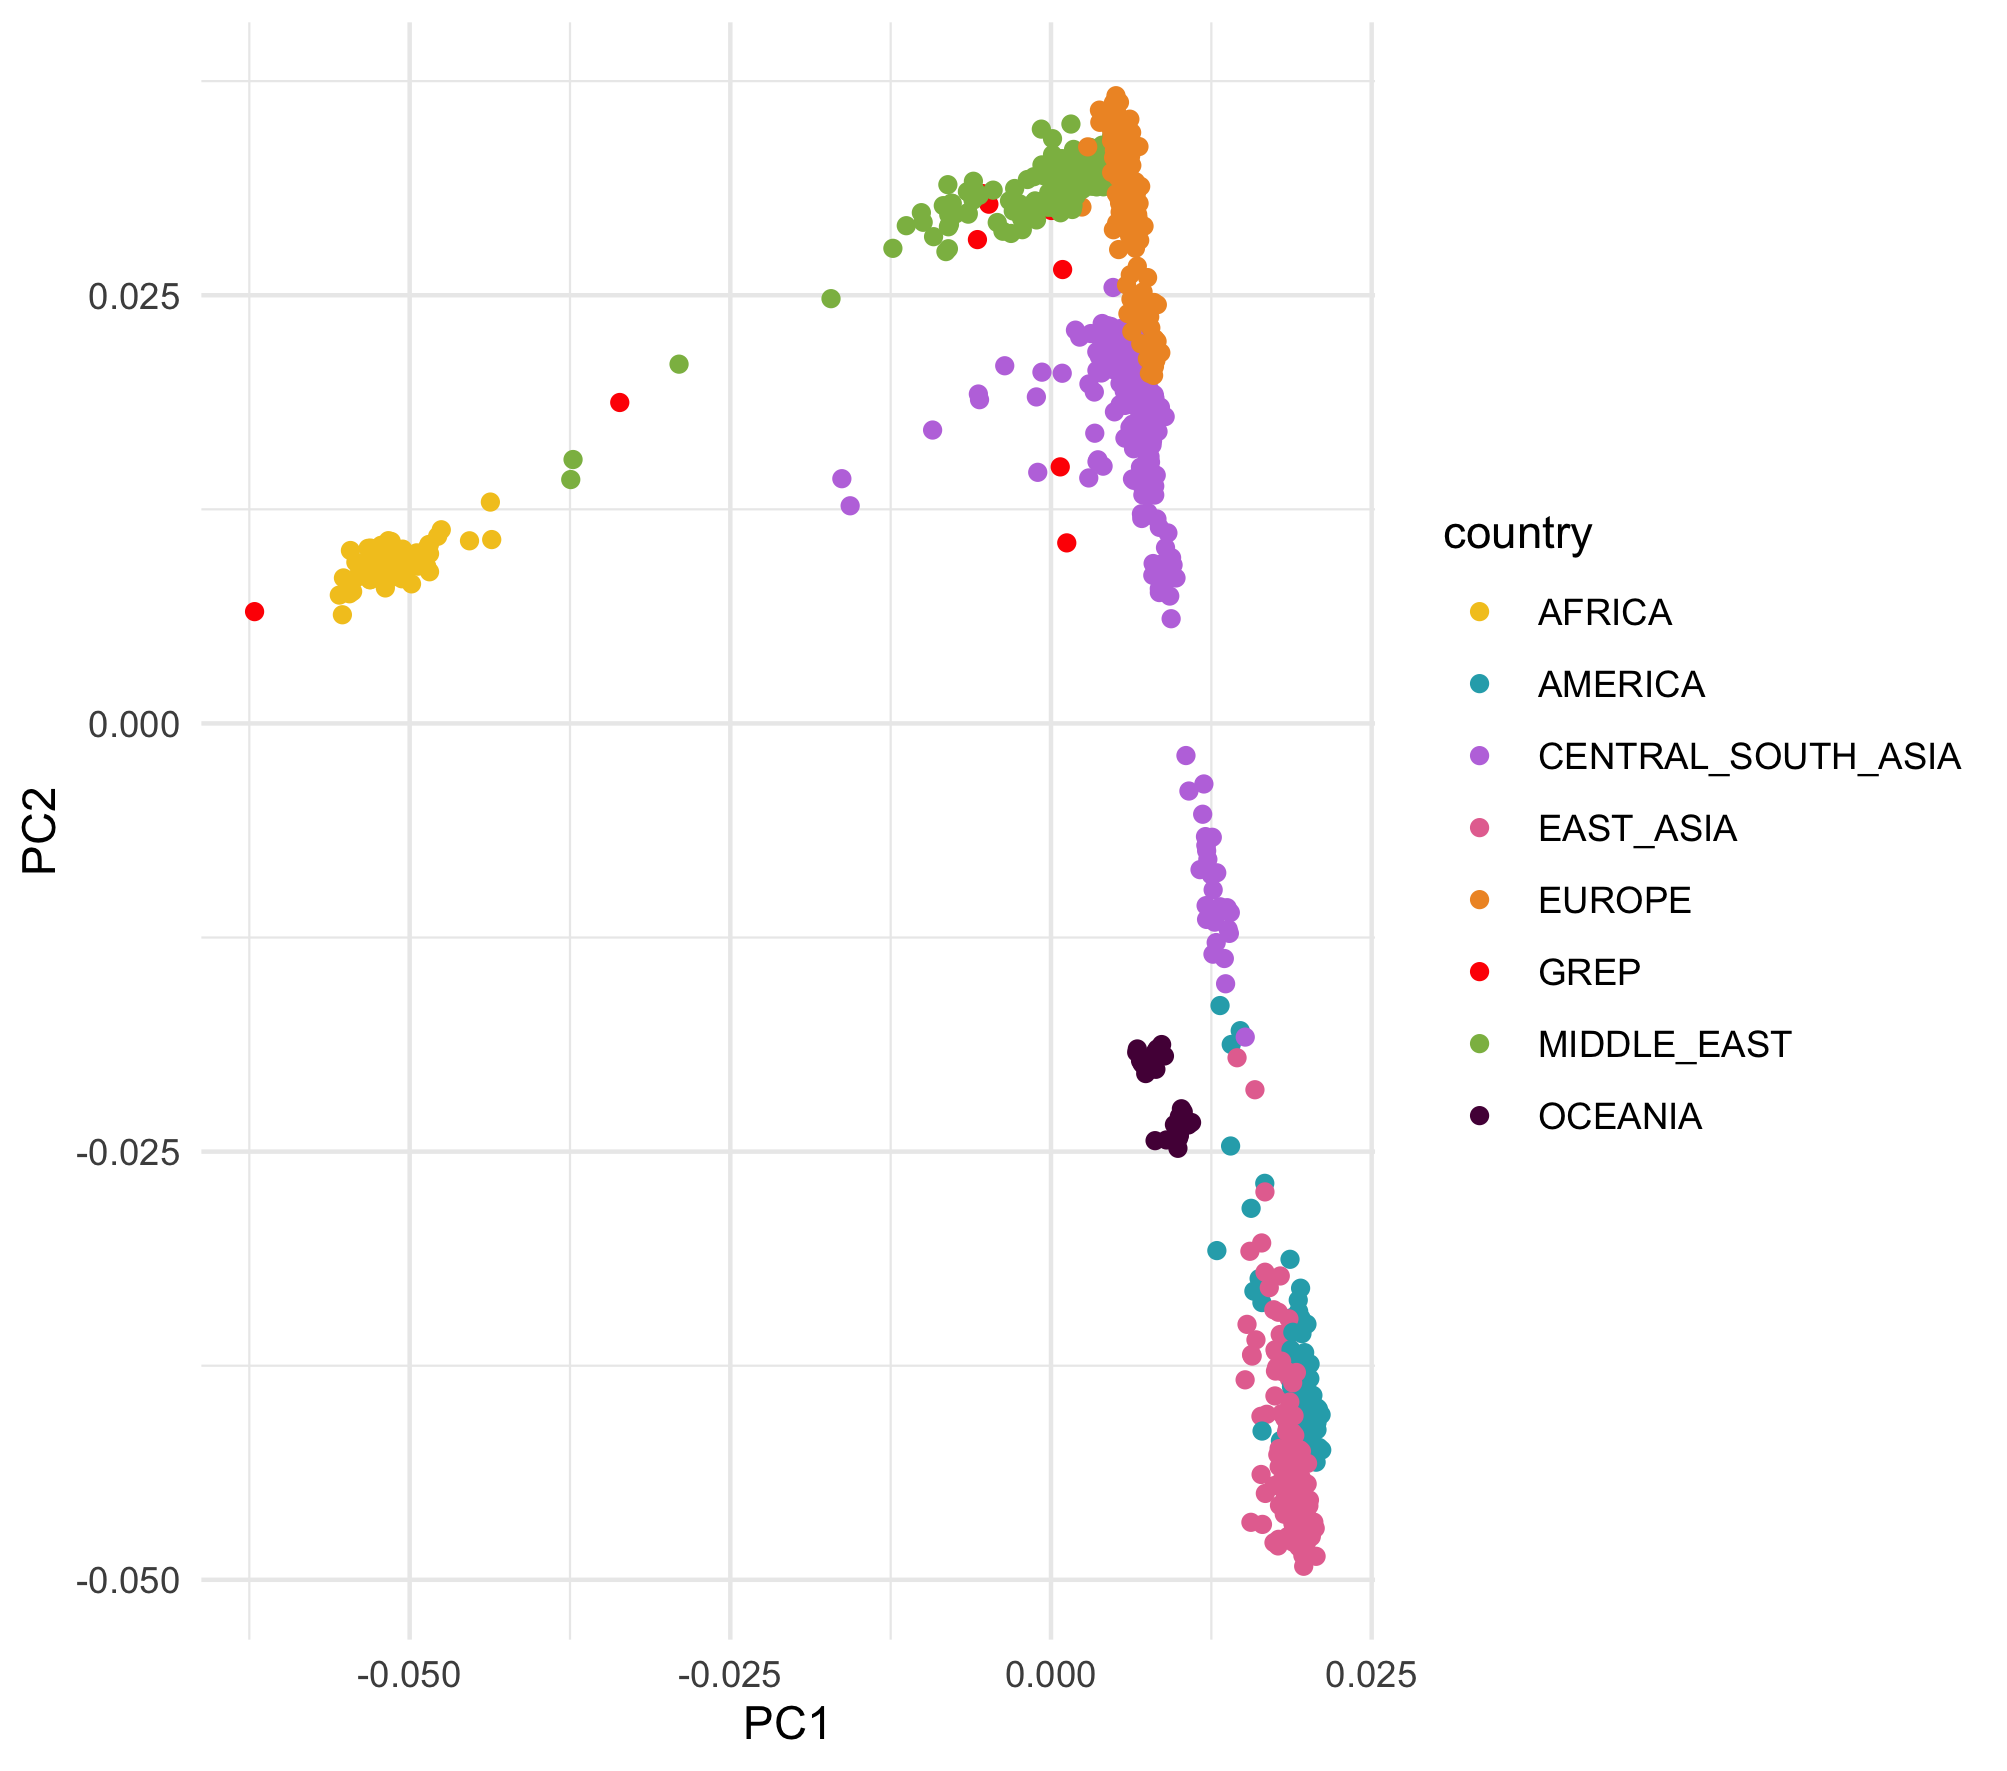 0.025
0.000
-0.025
-0.050
PC2
-0.050
-0.025
0.000
0.025
PC1
country
AFRICA
AMERICA
CENTRAL_SOUTH_ASIA
EAST_ASIA
EUROPE
GREP
MIDDLE_EAST
OCEANIA